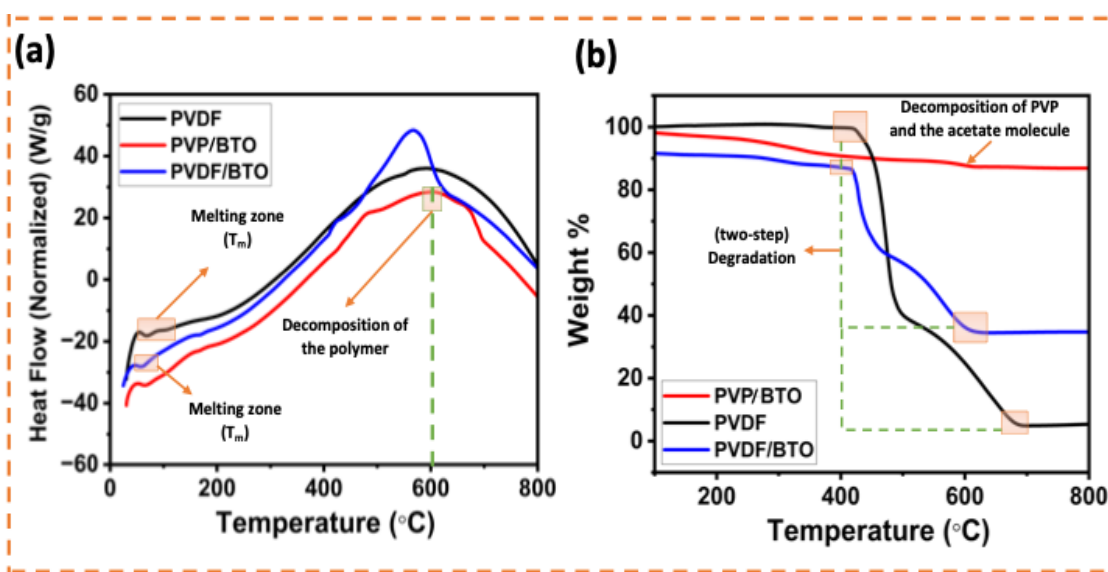 (a)
60
40
20
0
−20
−40
−60
Heat Flow (Normalized) (W/g)
PVDF
PVP/BTO
PVDF/BTO
Melting zone
(Tₘ)
Decomposition of
the polymer
Melting zone
(Tₘ)
0
200
400
600
800
Temperature (°C)
(b)
100
80
60
40
20
0
Weight %
Decomposition of PVP
and the acetate molecule
(two-step)
Degradation
PVP/BTO
PVDF
PVDF/BTO
200
400
600
800
Temperature (°C)